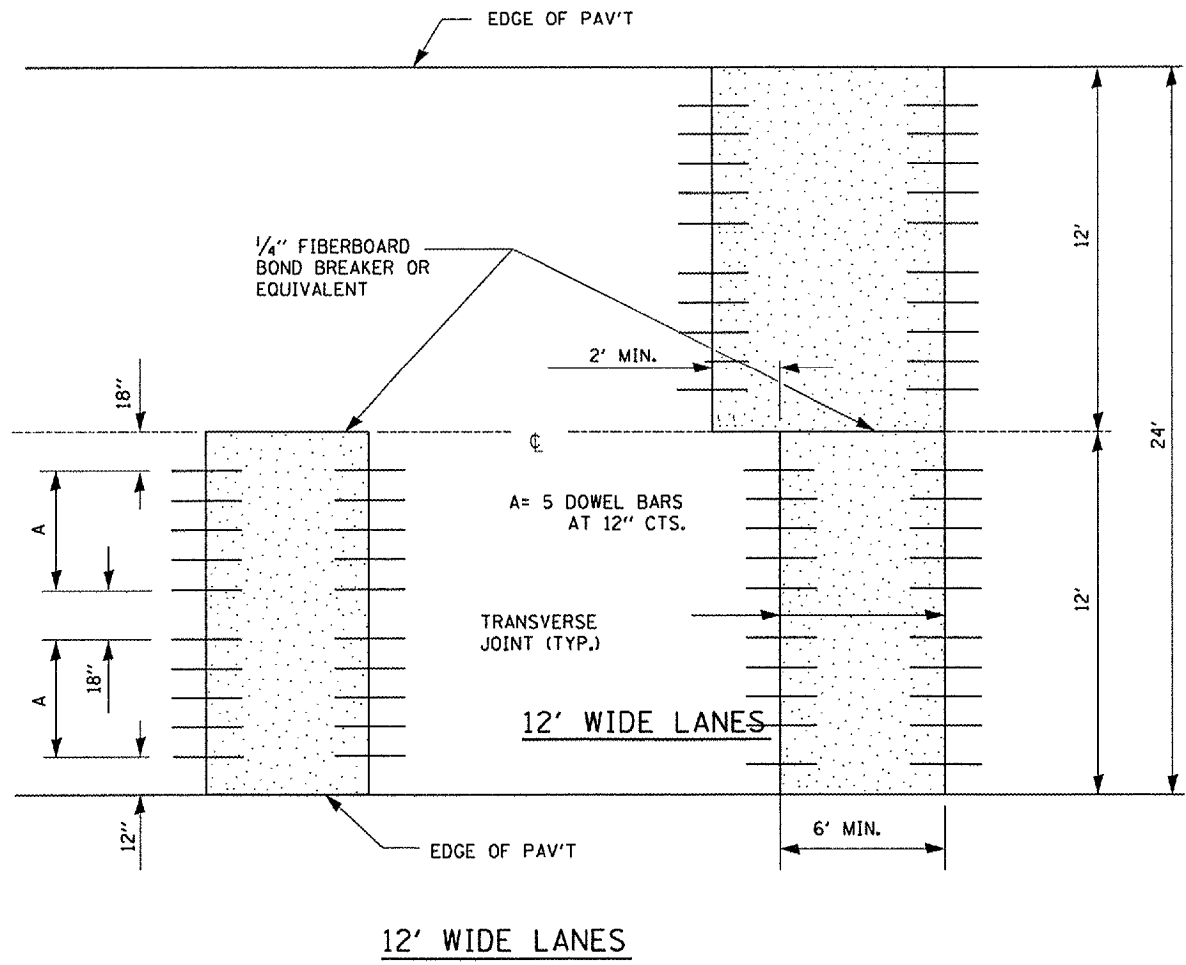 EDGE OF PAV'T
1/4" FIBERBOARD
BOND BREAKER OR
EQUIVALENT
12'
2' MIN.
18"
℄
24'
A= 5 DOWEL BARS
AT 12" CTS.
A
12'
TRANSVERSE
JOINT (TYP.)
A
18"
12' WIDE LANES
12"
6' MIN.
EDGE OF PAV'T
12' WIDE LANES